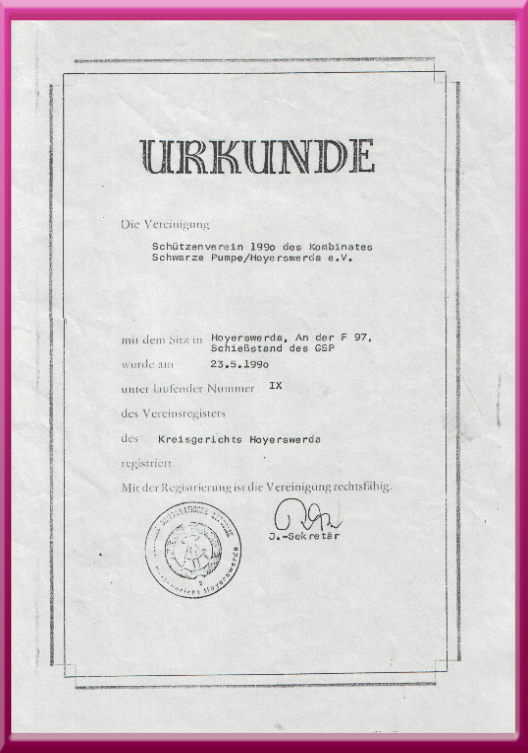 URKUNDE
Die Vereinigung
Schützenverein 199o des Kombinates
Schwarze Pumpe/Hoyerswerda e.V.
mit dem Sitz in Hoyerswerda, An der F 97,
Schießstand des GSP
wurde am 23.5.199o
unter laufender Nummer IX
des Vereinsregisters
des Kreisgerichts Hoyerswerda
registriert.
Mit der Registrierung ist die Vereinigung rechtsfähig.
J.-Sekretär
Kreisgericht Hoyerswerda